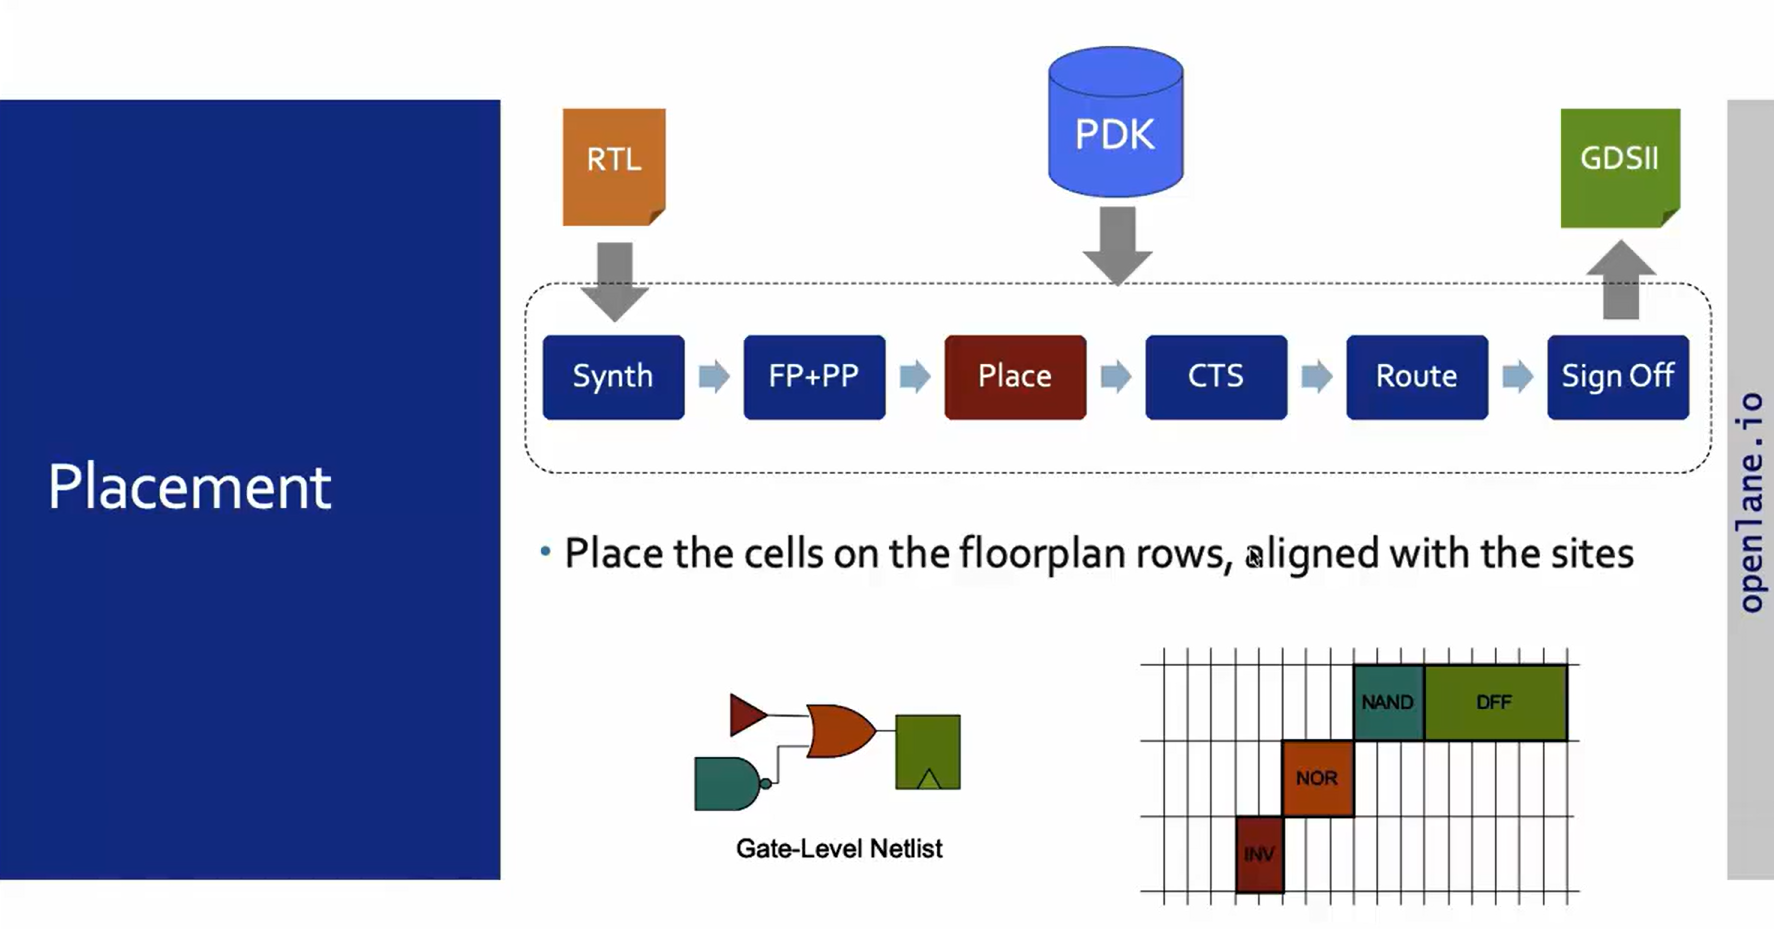 PDK
RTL
GDSII
Synth
FP+PP
Place
CTS
Route
Sign Off
Placement
• Place the cells on the floorplan rows, aligned with the sites
openlane.io
NAND
DFF
NOR
INV
Gate-Level Netlist